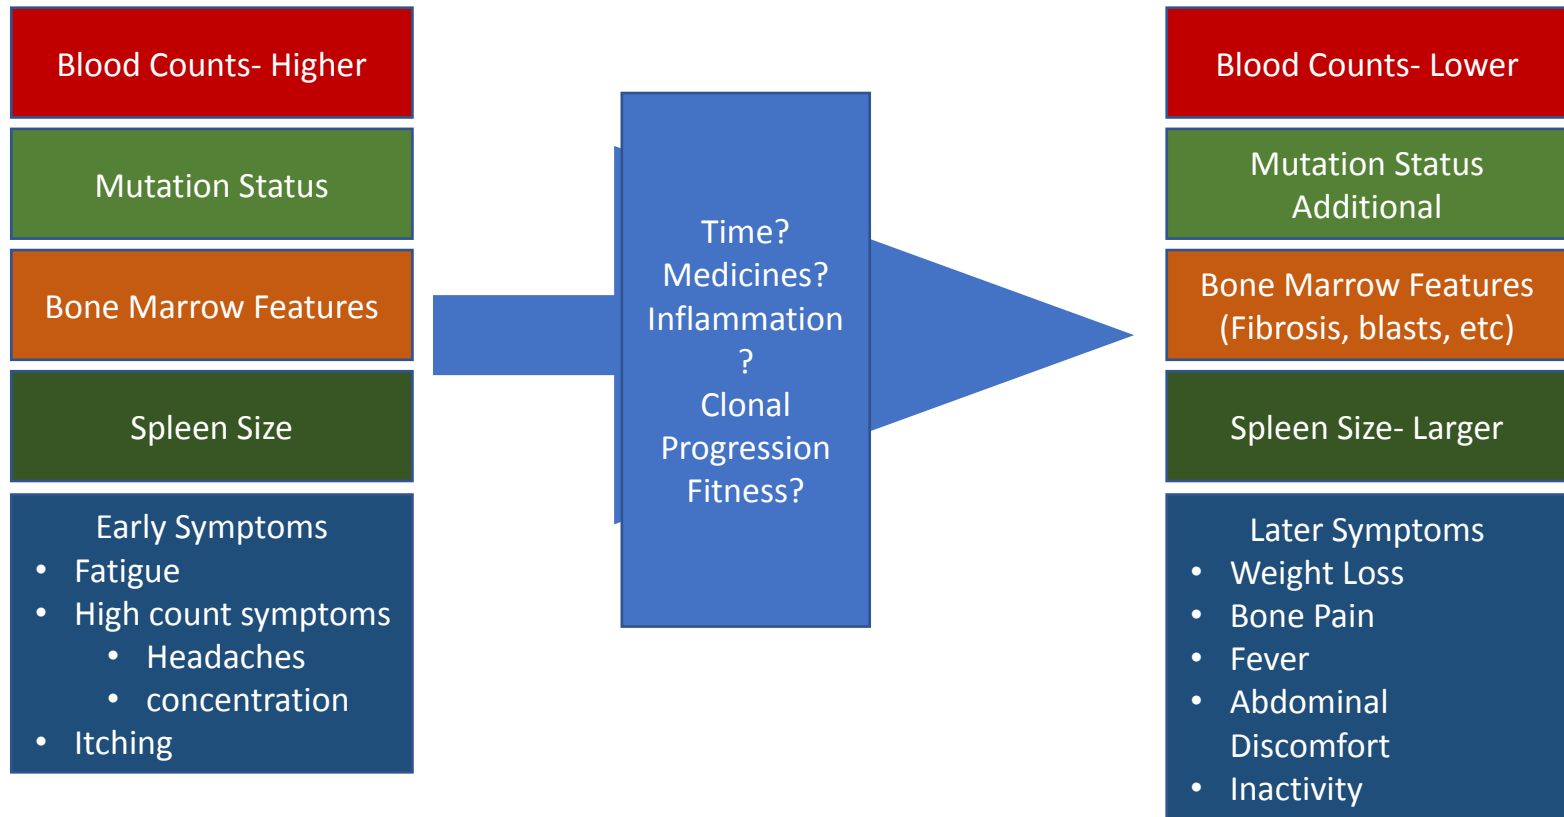 Blood Counts- Higher
Mutation Status
Bone Marrow Features
Spleen Size
Early Symptoms
• Fatigue
• High count symptoms
• Headaches
• concentration
• Itching
Time?
Medicines?
Inflammation
?
Clonal
Progression
Fitness?
Blood Counts- Lower
Mutation Status
Additional
Bone Marrow Features
(Fibrosis, blasts, etc)
Spleen Size- Larger
Later Symptoms
• Weight Loss
• Bone Pain
• Fever
• Abdominal
Discomfort
• Inactivity